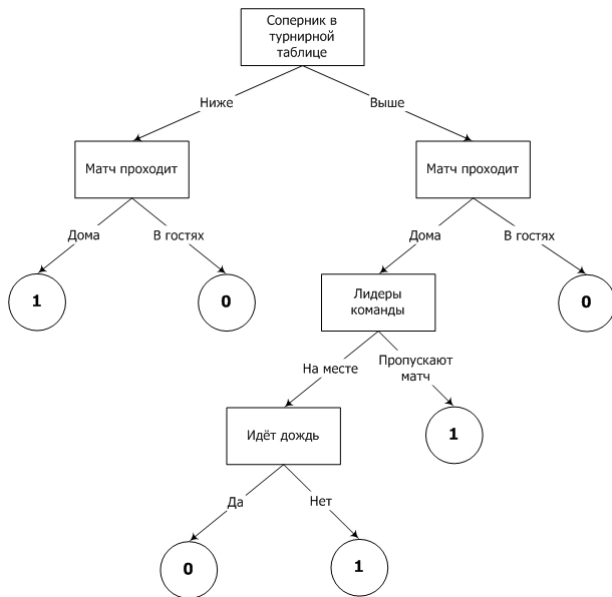 Соперник в
турнирной
таблице
Ниже
Выше
Матч проходит
Матч проходит
Дома
В гостях
Дома
В гостях
1
0
Лидеры
команды
0
На месте
Пропускают
матч
Идёт дождь
1
Да
Нет
0
1